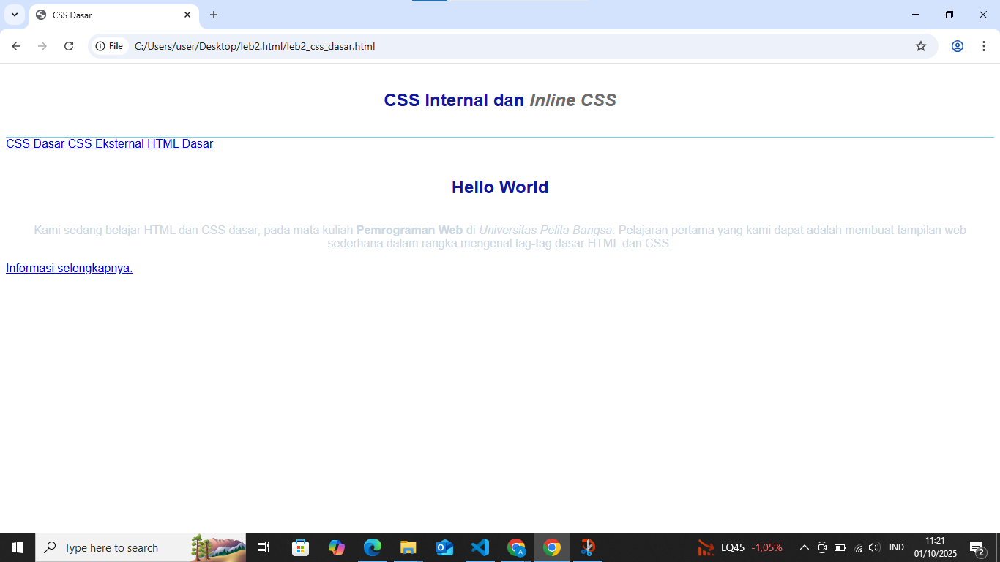 CSS Dasar
File
C:/Users/user/Desktop/leb2.html/leb2_css_dasar.html
CSS Internal dan Inline CSS
CSS Dasar CSS Eksternal HTML Dasar
Hello World
Kami sedang belajar HTML dan CSS dasar, pada mata kuliah Pemrograman Web di Universitas Pelita Bangsa. Pelajaran pertama yang kami dapat adalah membuat tampilan web
sederhana dalam rangka mengenal tag-tag dasar HTML dan CSS.
Informasi selengkapnya.
Type here to search
A
LQ45 -1,05%
IND
11:21
01/10/2025
2